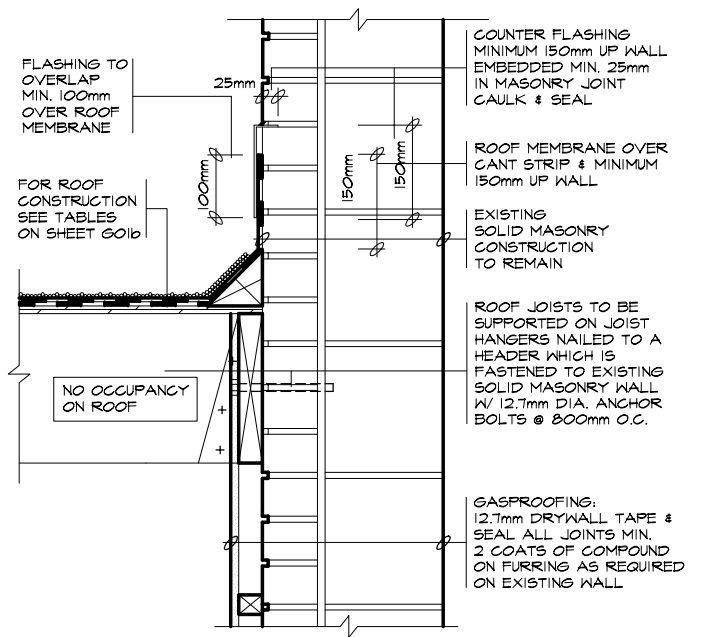 FLASHING TO
OVERLAP
MIN. 100mm
OVER ROOF
MEMBRANE
FOR ROOF
CONSTRUCTION
SEE TABLES
ON SHEET G01b
NO OCCUPANCY
ON ROOF
25mm
100mm
150mm
150mm
COUNTER FLASHING
MINIMUM 150mm UP WALL
EMBEDDED MIN. 25mm
IN MASONRY JOINT
CAULK & SEAL
ROOF MEMBRANE OVER
CANT STRIP & MINIMUM
150mm UP WALL
EXISTING
SOLID MASONRY
CONSTRUCTION
TO REMAIN
ROOF JOISTS TO BE
SUPPORTED ON JOIST
HANGERS NAILED TO A
HEADER WHICH IS
FASTENED TO EXISTING
SOLID MASONRY WALL
W/ 12.7mm DIA. ANCHOR
BOLTS @ 800mm O.C.
GASPROOFING:
12.7mm DRYWALL TAPE &
SEAL ALL JOINTS MIN.
2 COATS OF COMPOUND
ON FURRING AS REQUIRED
ON EXISTING WALL